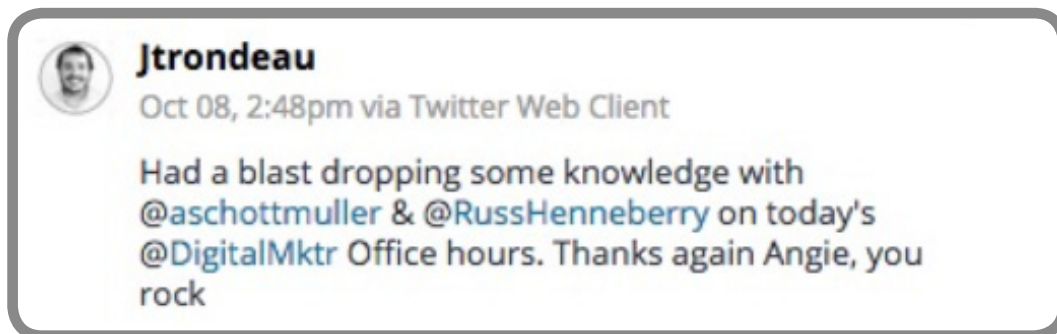 Jtrondeau
Oct 08, 2:48pm via Twitter Web Client
Had a blast dropping some knowledge with
@aschottmuller & @RussHenneberry on today's
@DigitalMktr Office hours. Thanks again Angie, you
rock